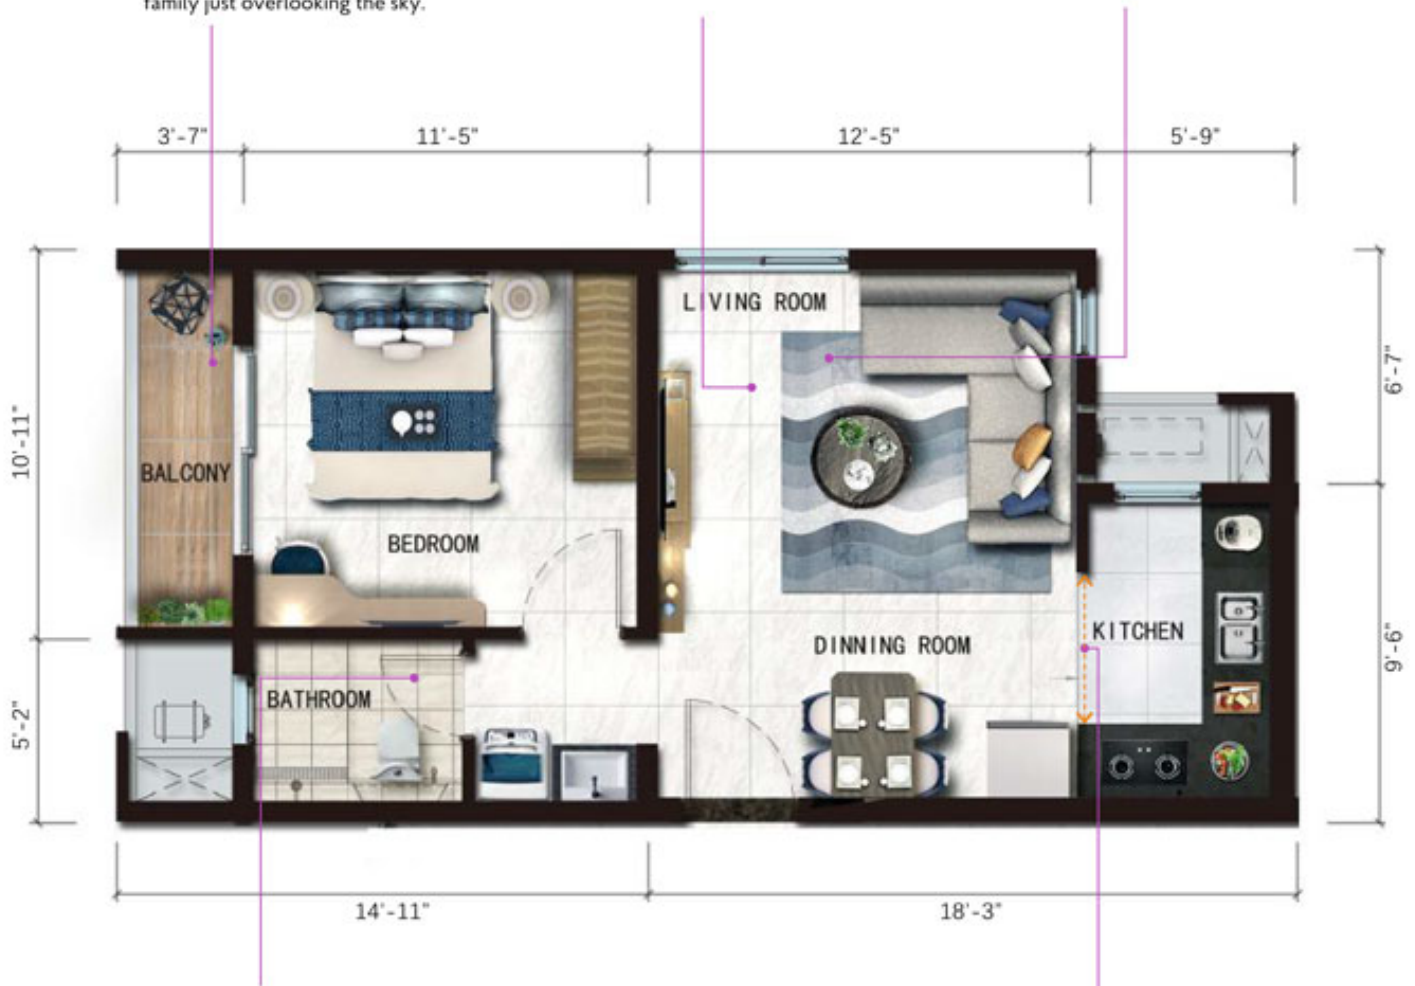 family just overlooking the sky.
3'-7"
11'-5"
12'-5"
5'-9"
LIVING ROOM
6'-7"
10'-11"
BALCONY
BEDROOM
KITCHEN
DINNING ROOM
9'-6"
BATHROOM
5'-2"
14'-11"
18'-3"